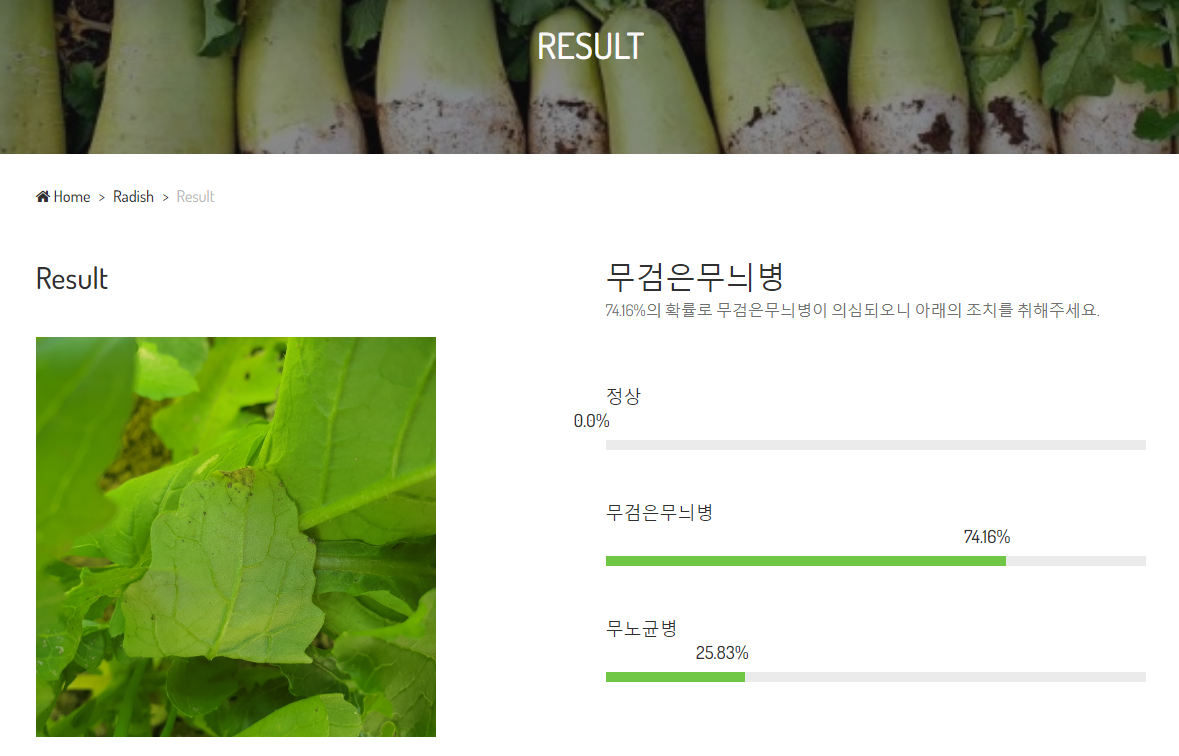 RESULT
Home > Radish > Result
Result
무검은무늬병
74.16%의 확률로 무검은무늬병이 의심되오니 아래의 조치를 취해주세요.
정상
0.0%
무검은무늬병
74.16%
무노균병
25.83%